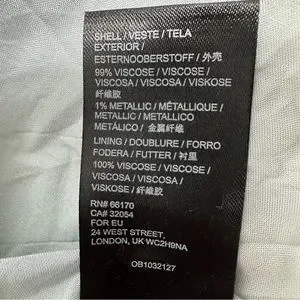 SHELL / VESTE / TELA
EXTERIOR /
ESTERNOOBERSTOFF / 外壳
99% VISCOSE / VISCOSE /
VISCOSA / VISCOSA / VISKOSE
纤维胶
1% METALLIC / MÉTALLIQUE /
METALLIC / METALLICO
METÁLICO / 金属纤维
LINING / DOUBLURE / FORRO
FODERA / FUTTER / 衬里
100% VISCOSE / VISCOSE /
VISCOSA / VISCOSA /
VISKOSE / 纤维胶
RN# 66170
CA# 32054
FOR EU
24 WEST STREET,
LONDON, UK WC2H9NA
OB1032127